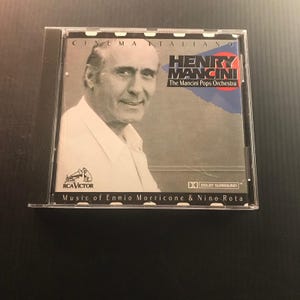 CINEMA ITALIANO
HENRY
MANCINI
The Mancini Pops Orchestra
RCA VICTOR
DOLBY SURROUND
Music of Ennio Morricone & Nino Rota